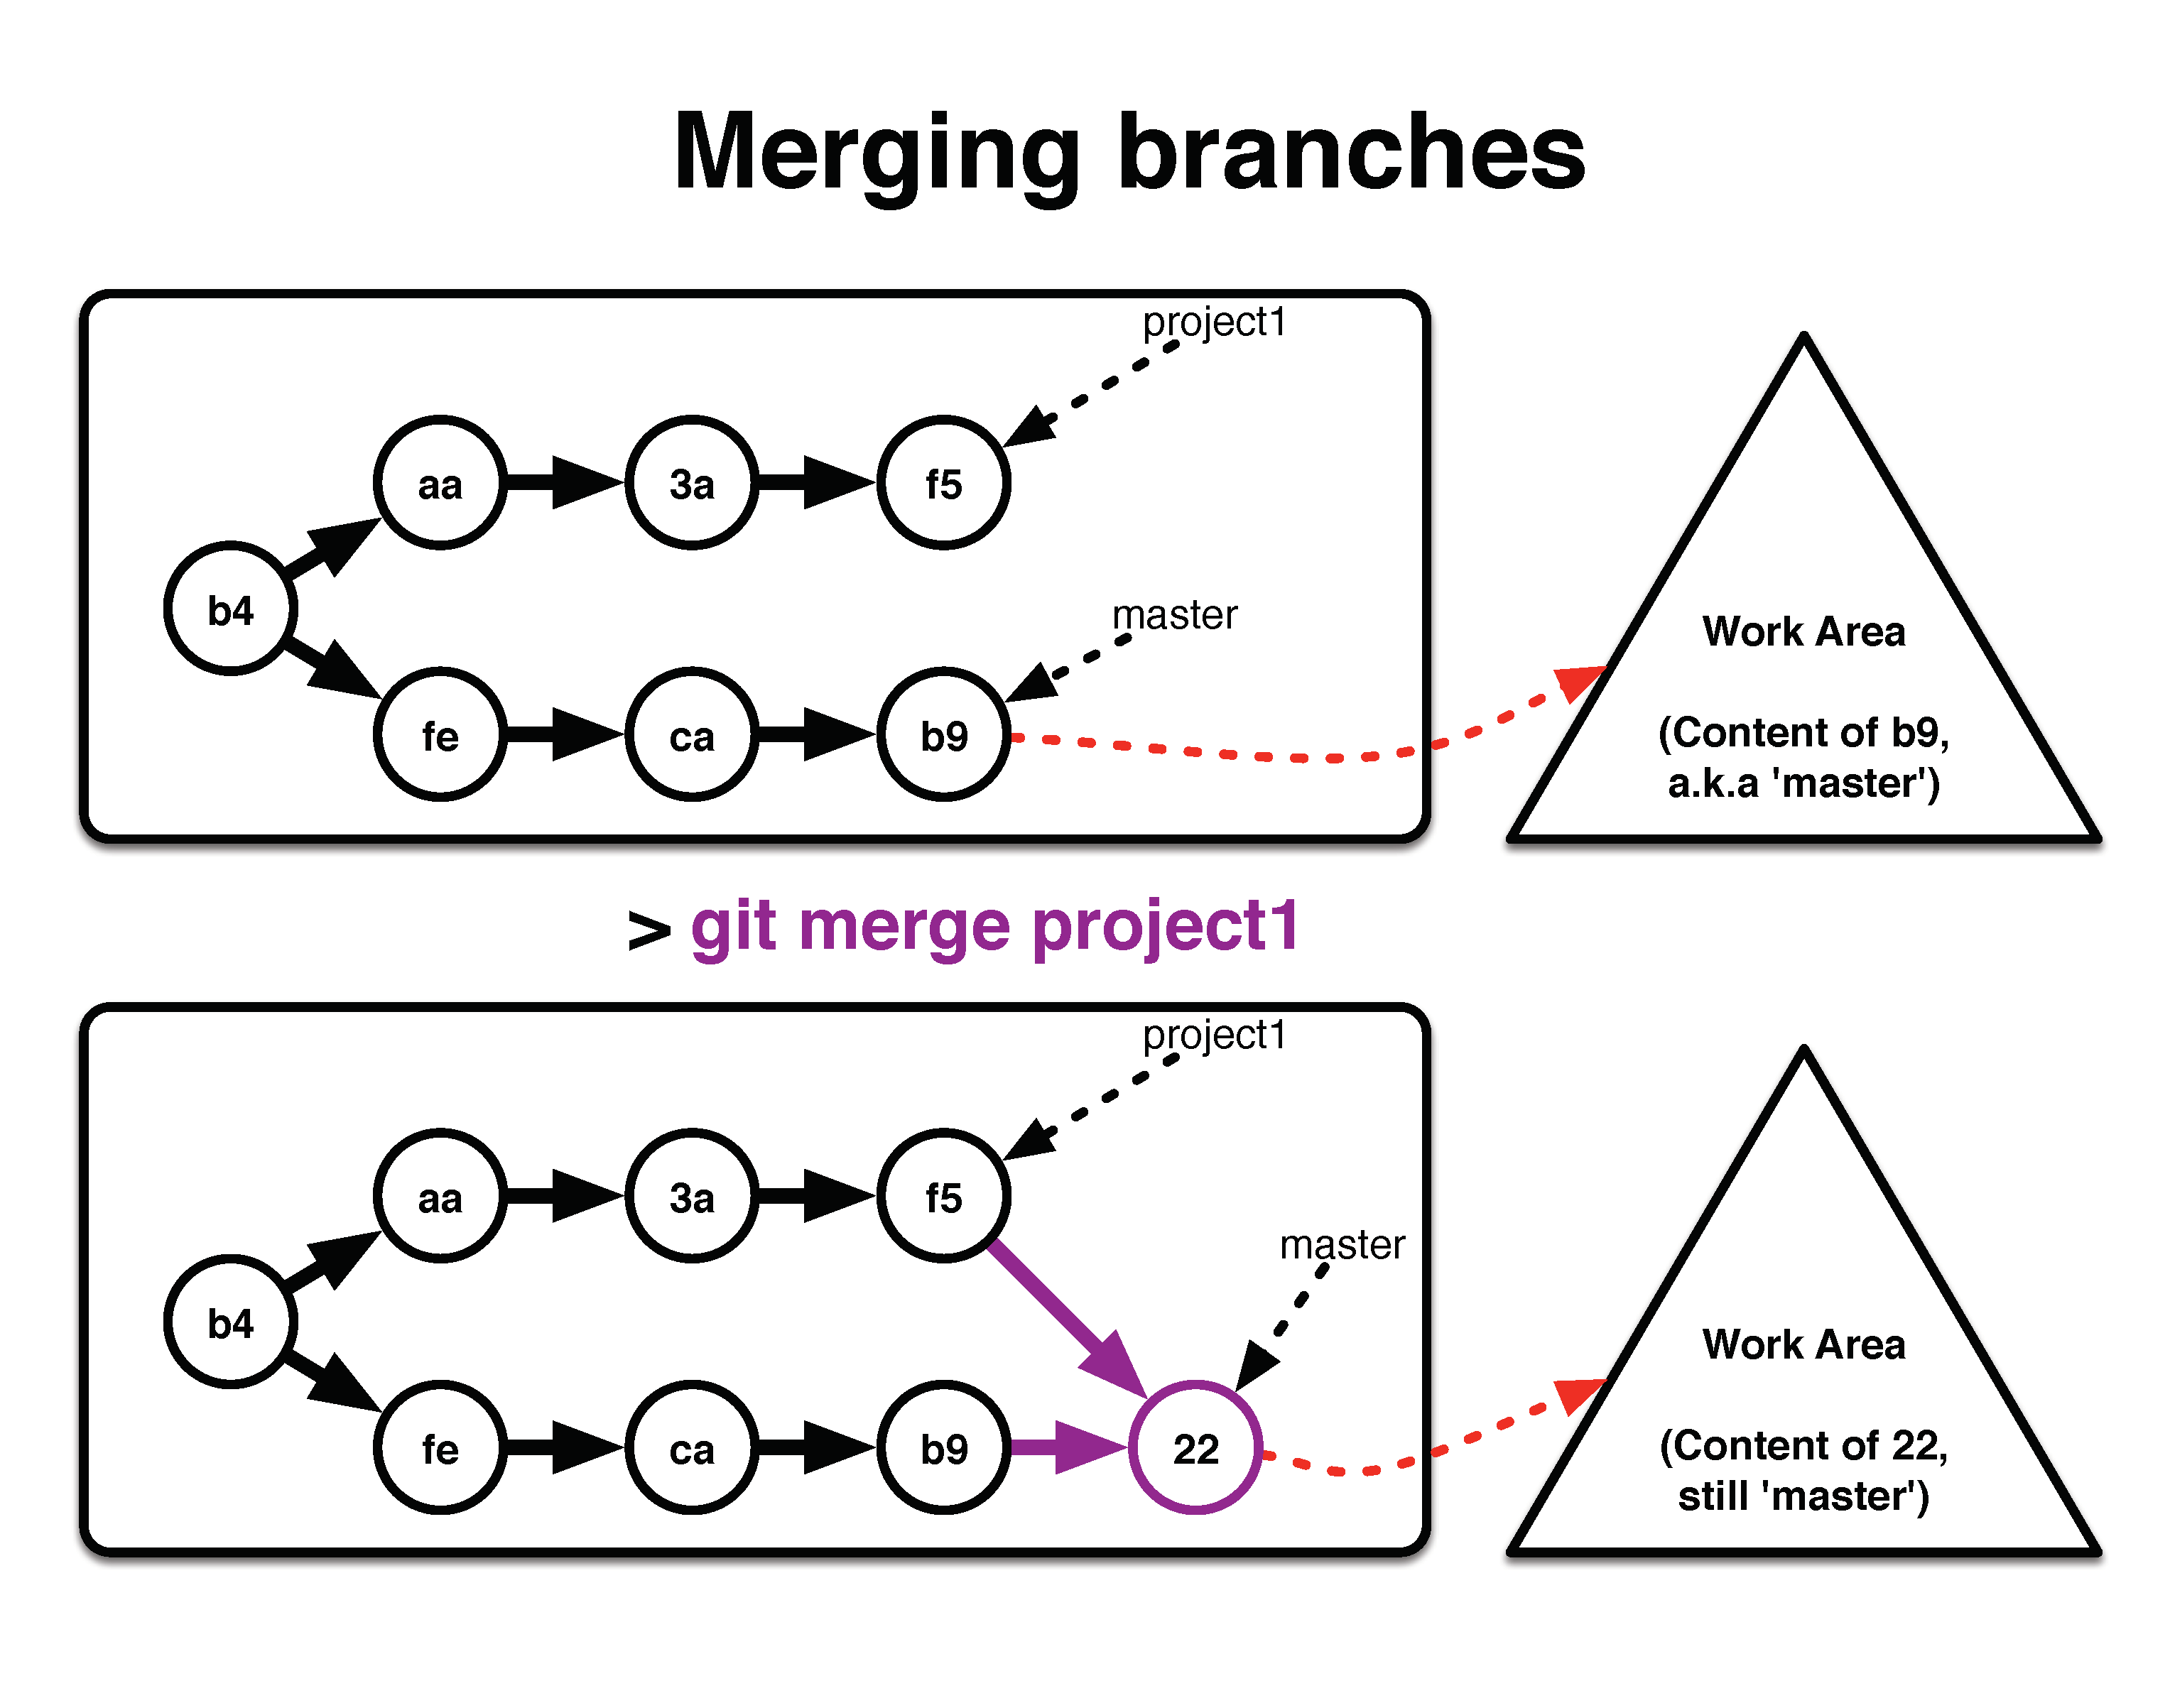 Merging branches
project1
aa
3a
f5
b4
master
fe
ca
b9
Work Area
(Content of b9,
a.k.a 'master')
> git merge project1
project1
aa
3a
f5
master
b4
fe
ca
b9
22
Work Area
(Content of 22,
still 'master')